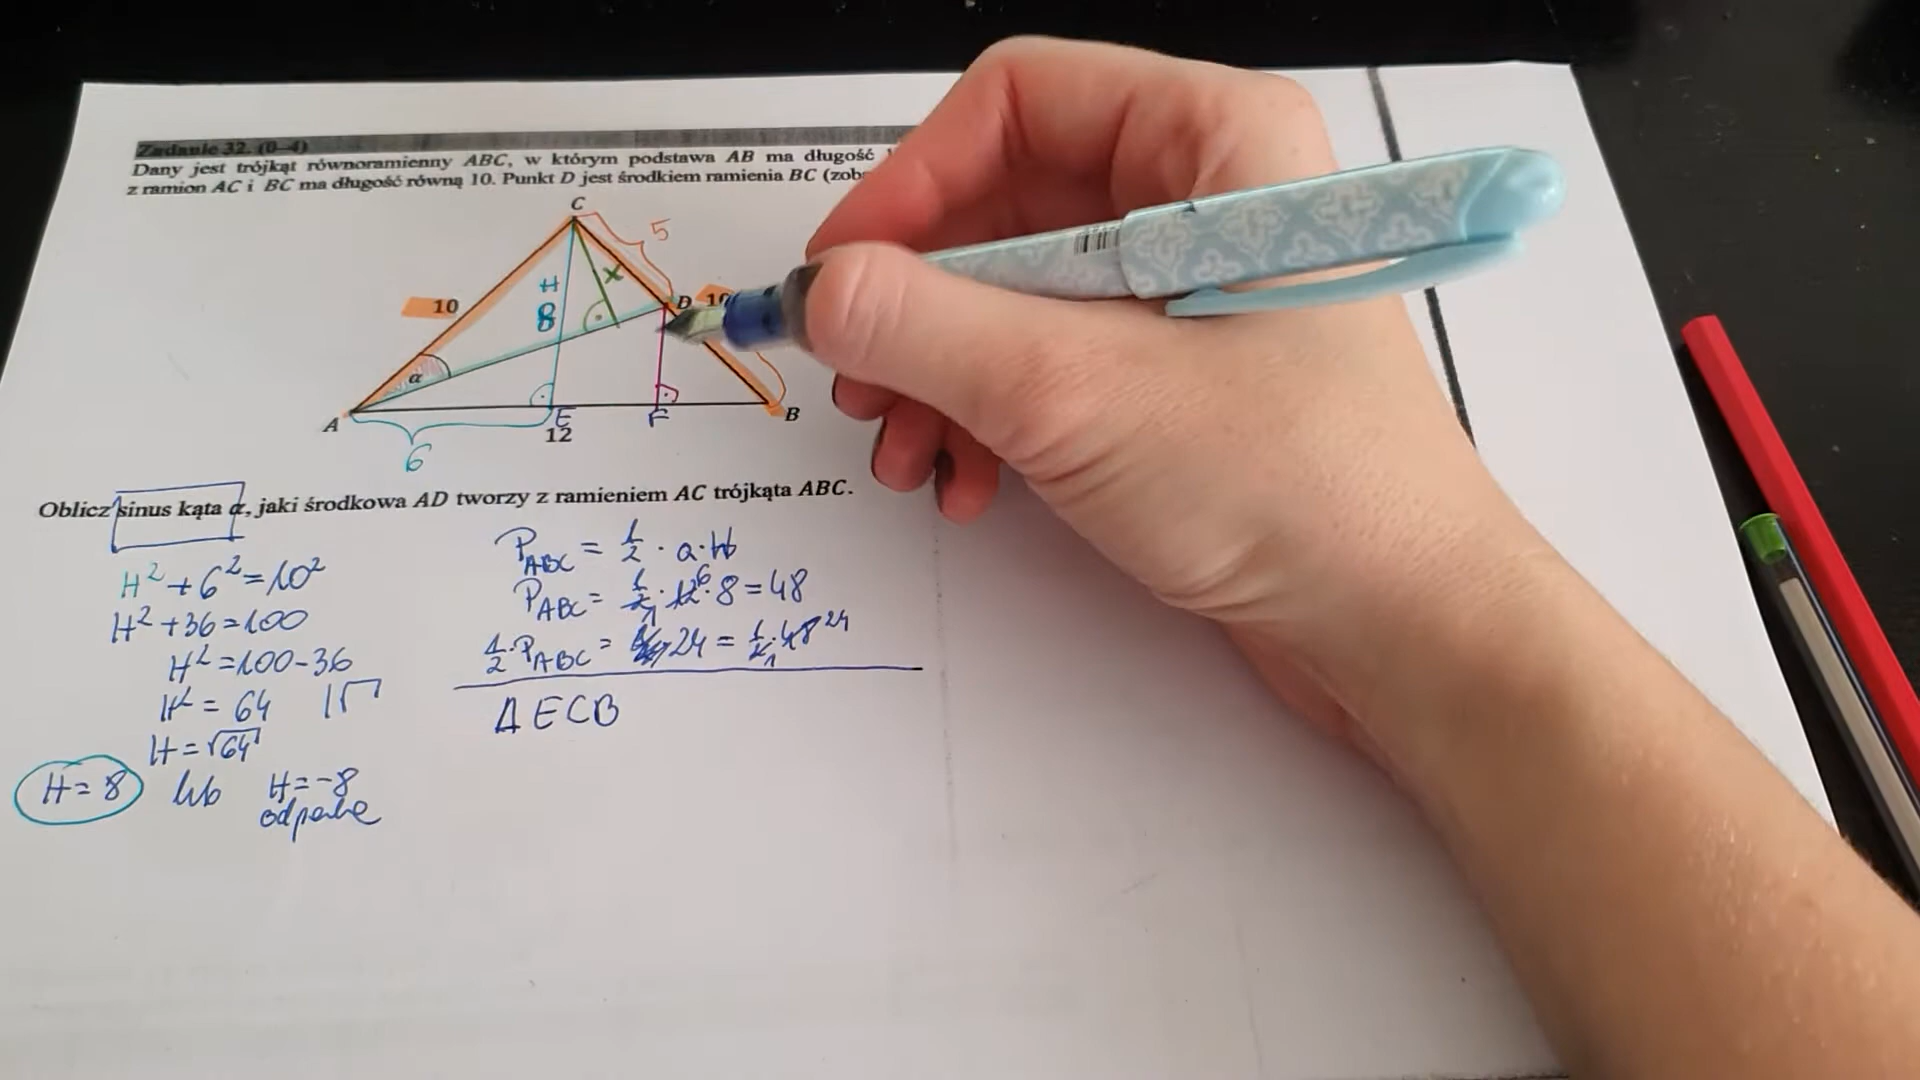 Zadanie 32. (0–4)
Dany jest trójkąt równoramienny ABC, w którym podstawa AB ma długość
z ramion AC i BC ma długość równą 10. Punkt D jest środkiem ramienia BC
C
5
H
x
8
10
D
α
A
E
F
B
12
6
Oblicz sinus kąta α, jaki środkowa AD tworzy z ramieniem AC trójkąta ABC.
H² + 6² = 10²
H² + 36 = 100
H² = 100 - 36
H² = 64 |√
H = √64
H = 8 lub H = -8
P_ABC = 1/2 · a · H
P_ABC = 1/2 · 12 6 · 8 = 48
1/2 · P_ABC = 24 = 1/2 · 48 24
Δ ECB